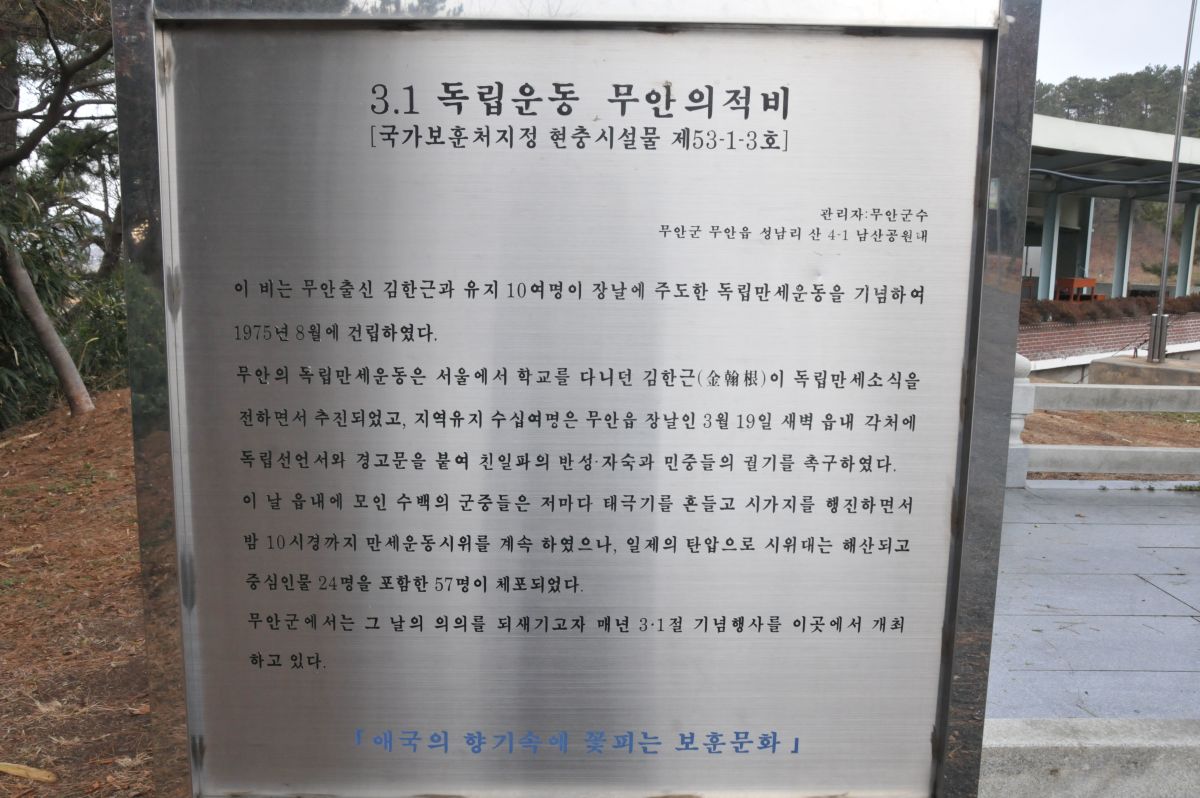 3.1 독립운동 무안의적비
[국가보훈처지정 현충시설물 제53-1-3호]
관리자:무안군수
무안군 무안읍 성남리 산 4-1 남산공원내
이 비는 무안출신 김한근과 유지 10여명이 장날에 주도한 독립만세운동을 기념하여
1975년 8월에 건립하였다.
무안의 독립만세운동은 서울에서 학교를 다니던 김한근(金翰根)이 독립만세소식을
전하면서 추진되었고, 지역유지 수십여명은 무안읍 장날인 3월 19일 새벽 읍내 각처에
독립선언서와 경고문을 붙여 친일파의 반성·자숙과 민중들의 궐기를 촉구하였다.
이 날 읍내에 모인 수백의 군중들은 저마다 태극기를 흔들고 시가지를 행진하면서
밤 10시경까지 만세운동시위를 계속 하였으나, 일제의 탄압으로 시위대는 해산되고
중심인물 24명을 포함한 57명이 체포되었다.
무안군에서는 그 날의 의의를 되새기고자 매년 3·1절 기념행사를 이곳에서 개최
하고 있다.
「애국의 향기속에 꽃피는 보훈문화」